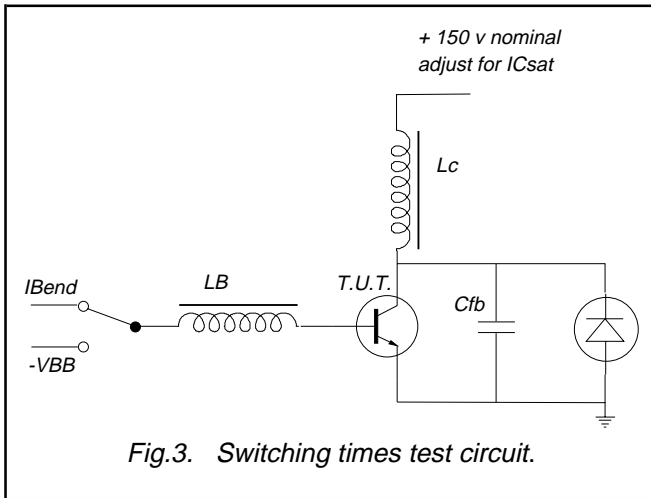 + 150 v nominal
adjust for ICsat
Lc
IBend
LB
T.U.T.
Cfb
-VBB
Fig.3. Switching times test circuit.